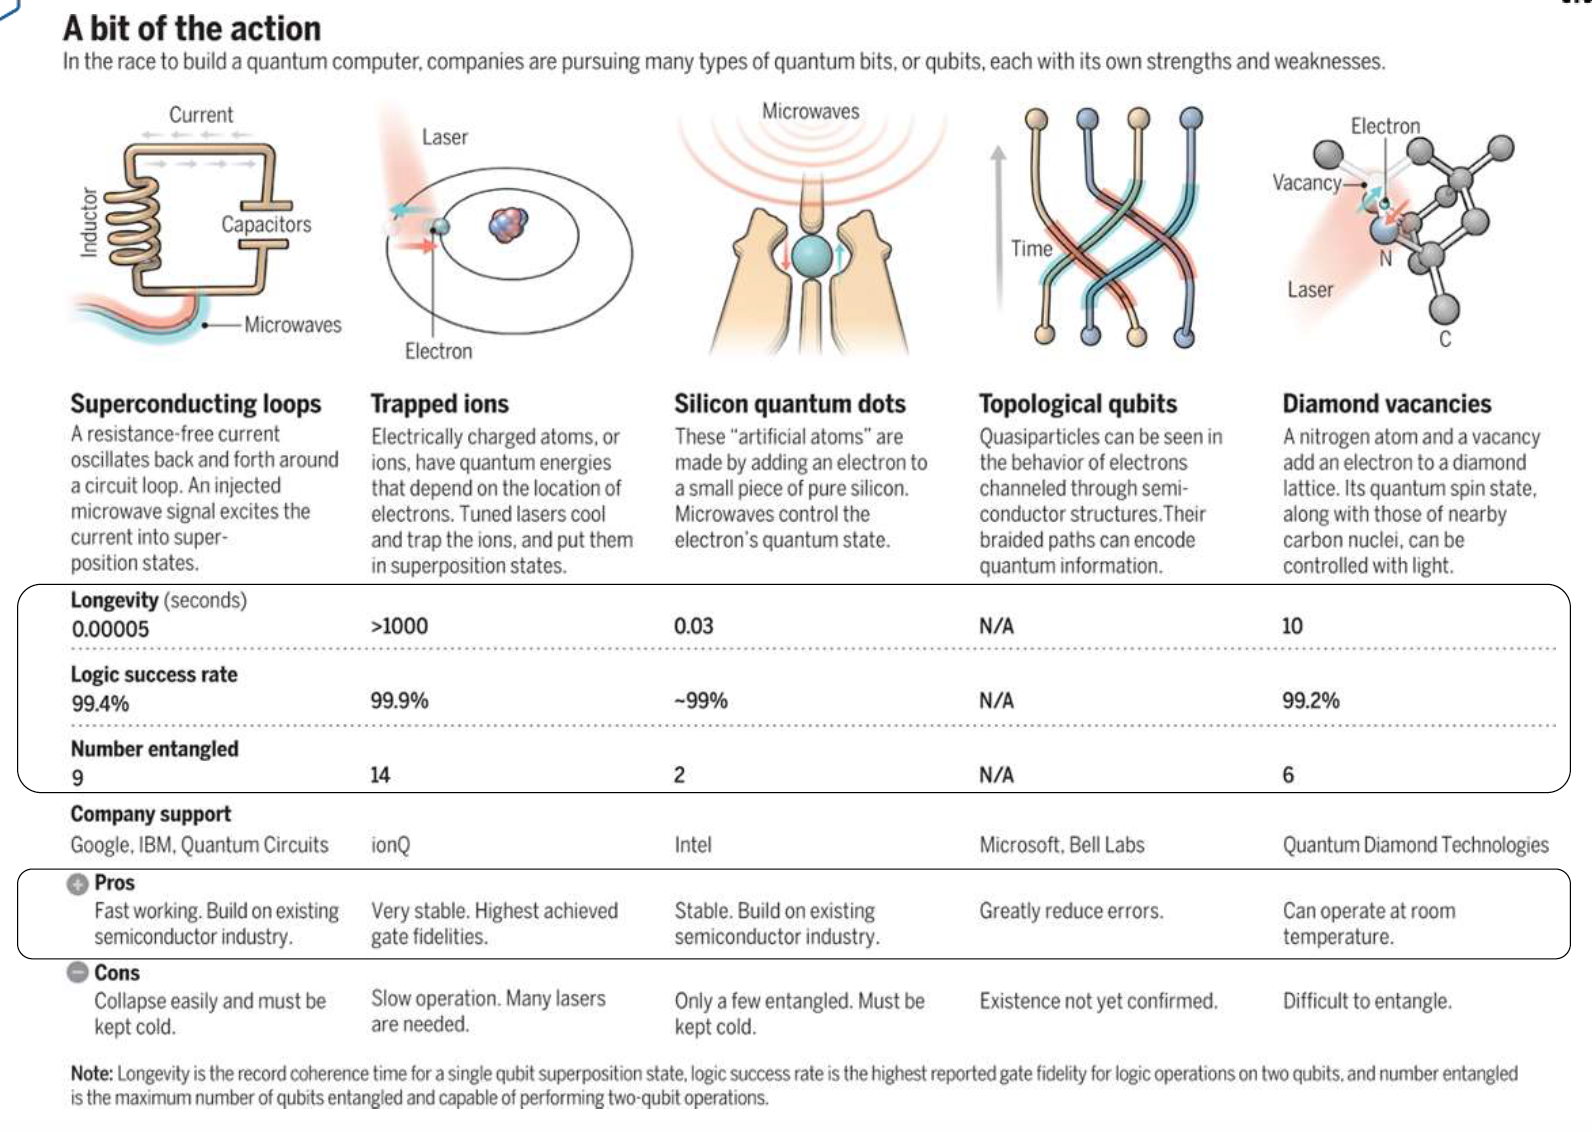 A bit of the action
In the race to build a quantum computer, companies are pursuing many types of quantum bits, or qubits, each with its own strengths and weaknesses.
Current
Inductor
Capacitors
Microwaves
Laser
Electron
Microwaves
Time
Electron
Vacancy
N
Laser
C
Superconducting loops
A resistance-free current
oscillates back and forth around
a circuit loop. An injected
microwave signal excites the
current into super-
position states.
Trapped ions
Electrically charged atoms, or
ions, have quantum energies
that depend on the location of
electrons. Tuned lasers cool
and trap the ions, and put them
in superposition states.
Silicon quantum dots
These “artificial atoms” are
made by adding an electron to
a small piece of pure silicon.
Microwaves control the
electron's quantum state.
Topological qubits
Quasiparticles can be seen in
the behavior of electrons
channeled through semi-
conductor structures.Their
braided paths can encode
quantum information.
Diamond vacancies
A nitrogen atom and a vacancy
add an electron to a diamond
lattice. Its quantum spin state,
along with those of nearby
carbon nuclei, can be
controlled with light.
Longevity (seconds)
0.00005 >1000 0.03 N/A 10
Logic success rate
99.4% 99.9% ~99% N/A 99.2%
Number entangled
9 14 2 N/A 6
Company support
Google, IBM, Quantum Circuits ionQ Intel Microsoft, Bell Labs Quantum Diamond Technologies
Pros
Fast working. Build on existing
semiconductor industry.
Very stable. Highest achieved
gate fidelities.
Stable. Build on existing
semiconductor industry.
Greatly reduce errors.
Can operate at room
temperature.
Cons
Collapse easily and must be
kept cold.
Slow operation. Many lasers
are needed.
Only a few entangled. Must be
kept cold.
Existence not yet confirmed.
Difficult to entangle.
Note: Longevity is the record coherence time for a single qubit superposition state, logic success rate is the highest reported gate fidelity for logic operations on two qubits, and number entangled
is the maximum number of qubits entangled and capable of performing two-qubit operations.